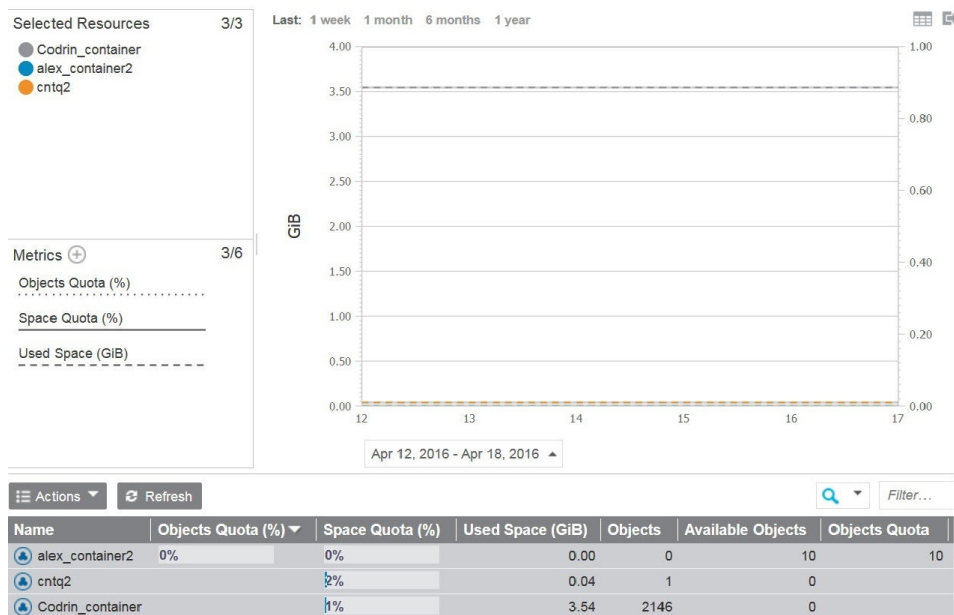 Selected Resources 3/3
Codrin_container
alex_container2
cntq2
Metrics 3/6
Objects Quota (%)
Space Quota (%)
Used Space (GiB)
Last: 1 week 1 month 6 months 1 year
4.00
3.50
3.00
2.50
2.00
1.50
1.00
0.50
0.00
GiB
1.00
0.80
0.60
0.40
0.20
0.00
12 13 14 15 16 17
Apr 12, 2016 - Apr 18, 2016
Actions Refresh Filter...
Name Objects Quota (%) Space Quota (%) Used Space (GiB) Objects Available Objects Objects Quota
alex_container2 0% 0% 0.00 0 10 10
cntq2 2% 0.04 1 0
Codrin_container 1% 3.54 2146 0